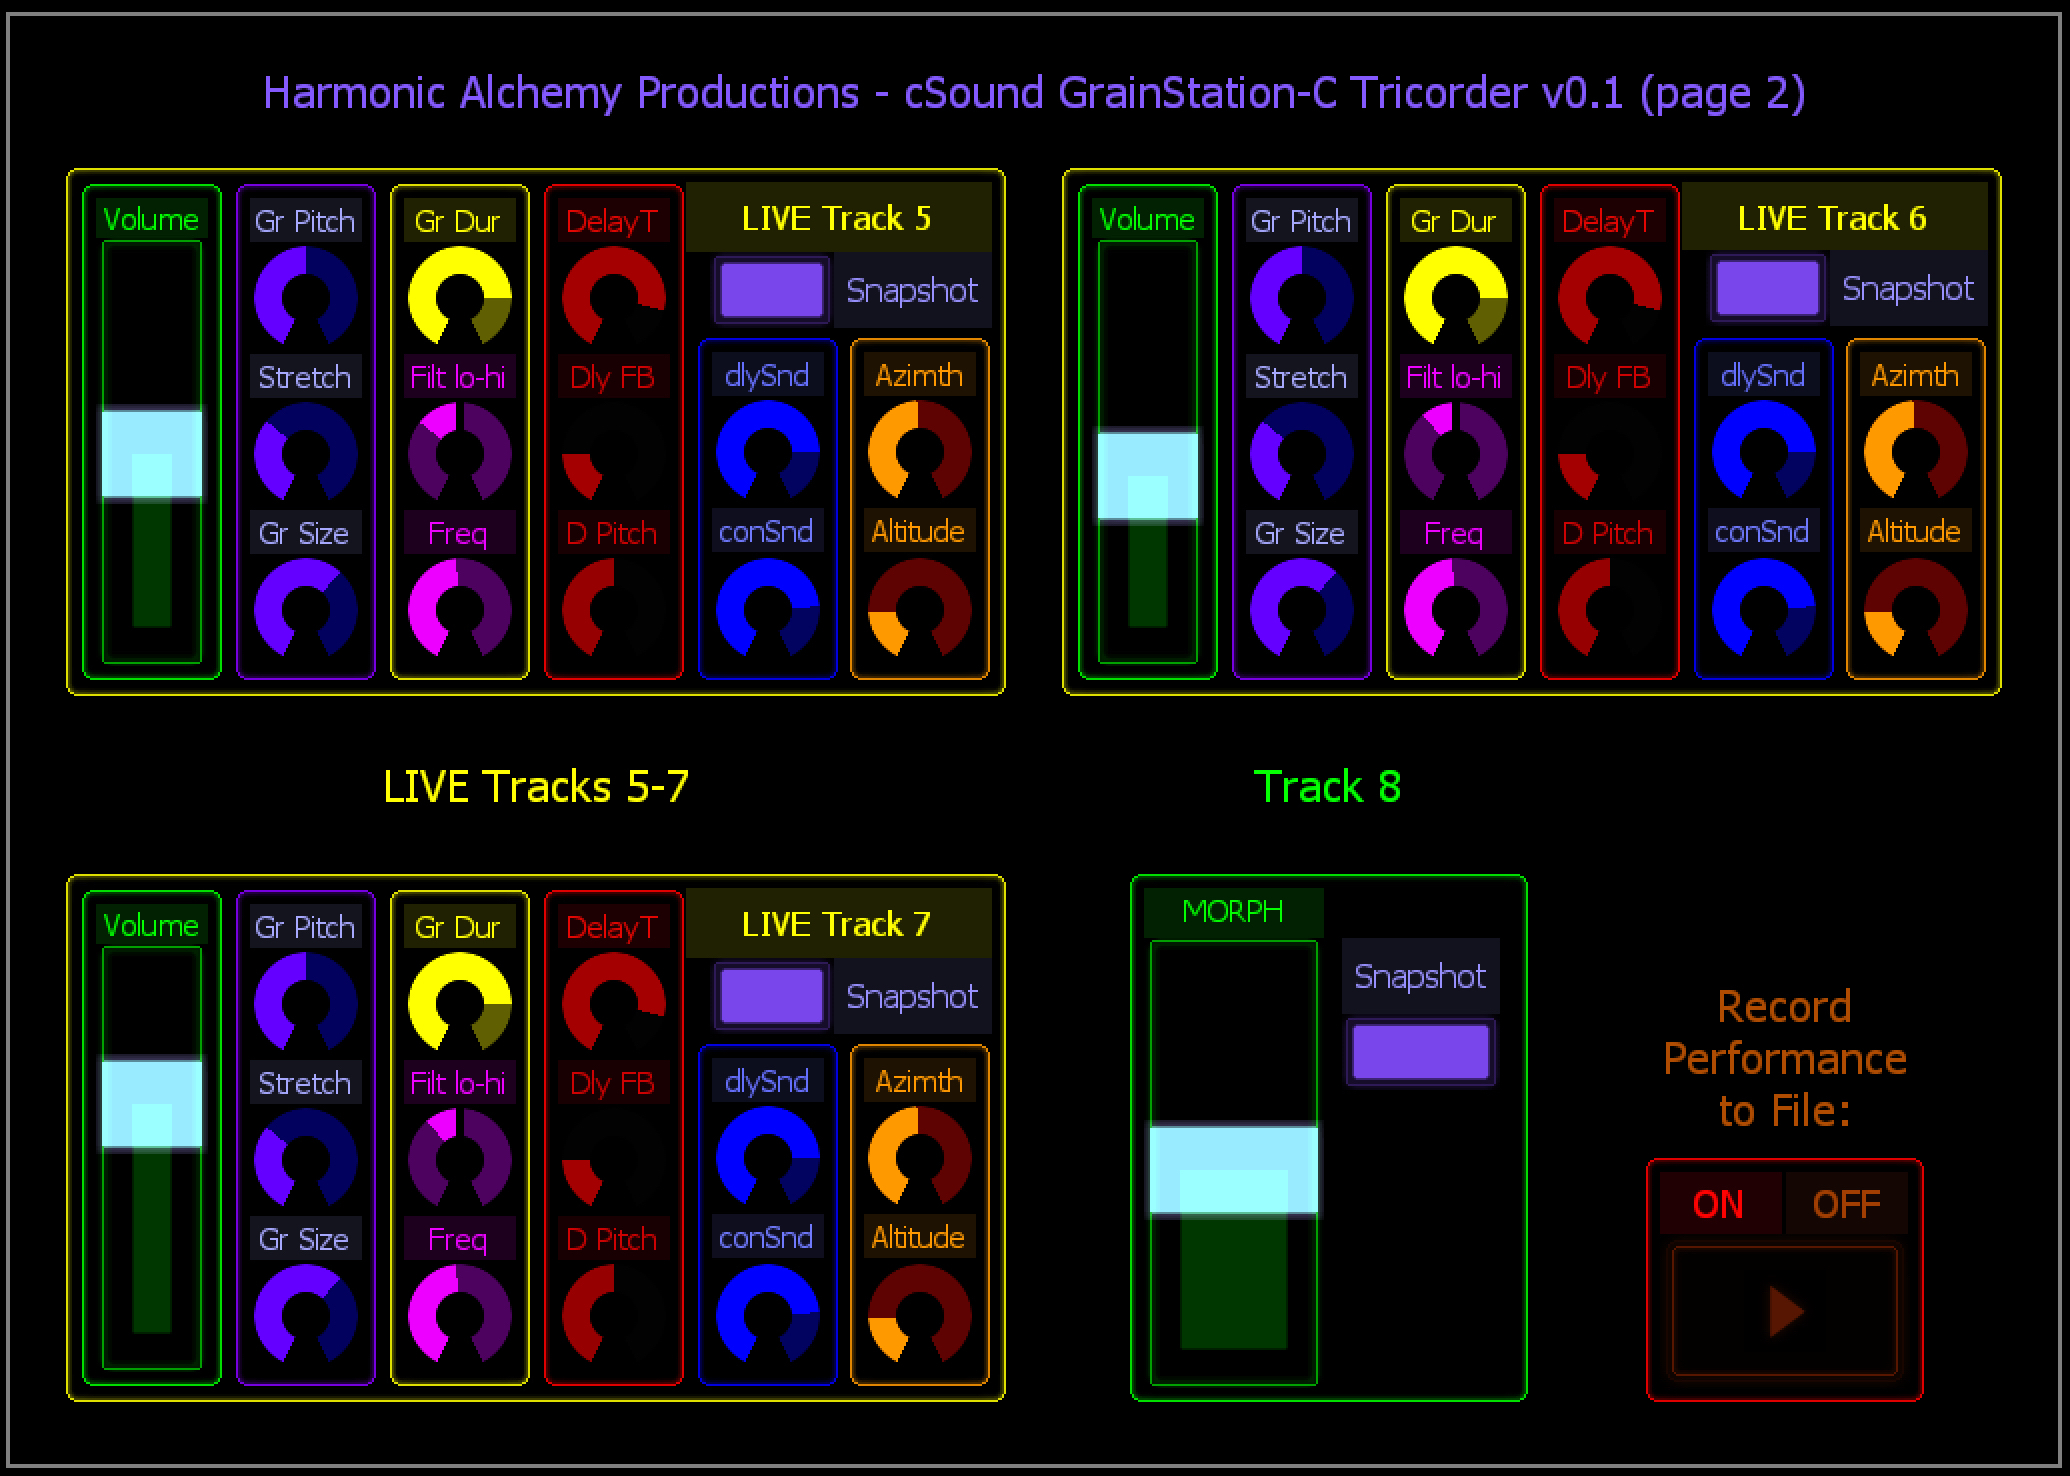 Harmonic Alchemy Productions - cSound GrainStation-C Tricorder v0.1 (page 2)
Volume
Gr Pitch
Gr Dur
DelayT
LIVE Track 5
Snapshot
Stretch
Filt lo-hi
Dly FB
dlySnd
Azimth
Gr Size
Freq
D Pitch
conSnd
Altitude
Volume
Gr Pitch
Gr Dur
DelayT
LIVE Track 6
Snapshot
Stretch
Filt lo-hi
Dly FB
dlySnd
Azimth
Gr Size
Freq
D Pitch
conSnd
Altitude
LIVE Tracks 5-7
Track 8
Volume
Gr Pitch
Gr Dur
DelayT
LIVE Track 7
Snapshot
Stretch
Filt lo-hi
Dly FB
dlySnd
Azimth
Gr Size
Freq
D Pitch
conSnd
Altitude
MORPH
Snapshot
Record
Performance
to File:
ON
OFF